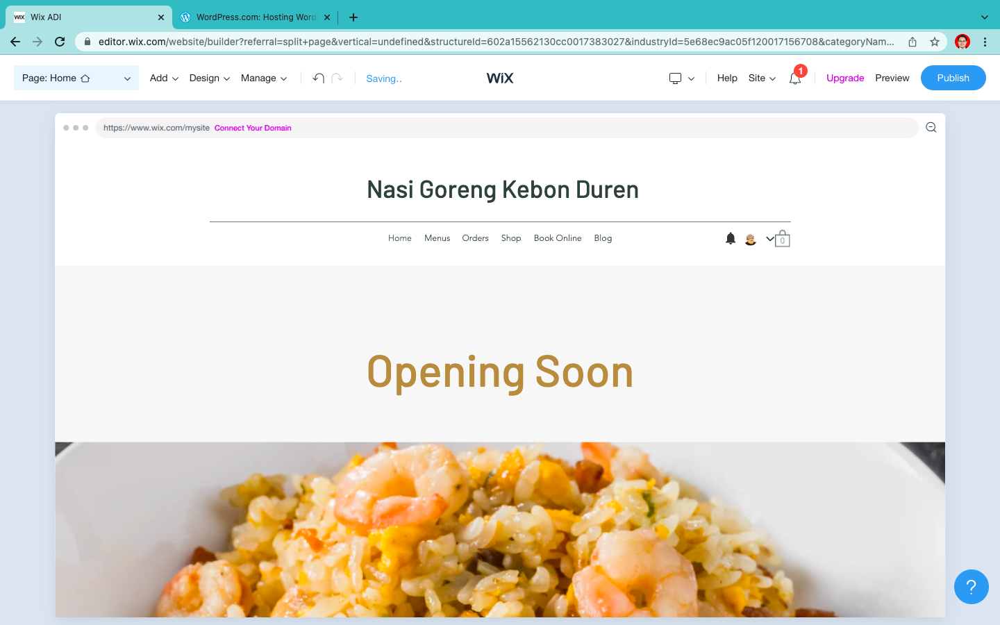 WiX Wix ADI
WordPress.com: Hosting Word
editor.wix.com/website/builder?referral=split+page&vertical=undefined&structureId=602a15562130cc0017383027&industryId=5e68ec9ac05f120017156708&categoryNam...
Page: Home Add Design Manage Saving.. WiX Help Site 1 Upgrade Preview Publish
https://www.wix.com/mysite Connect Your Domain
Nasi Goreng Kebon Duren
Home Menus Orders Shop Book Online Blog 0
Opening Soon
?